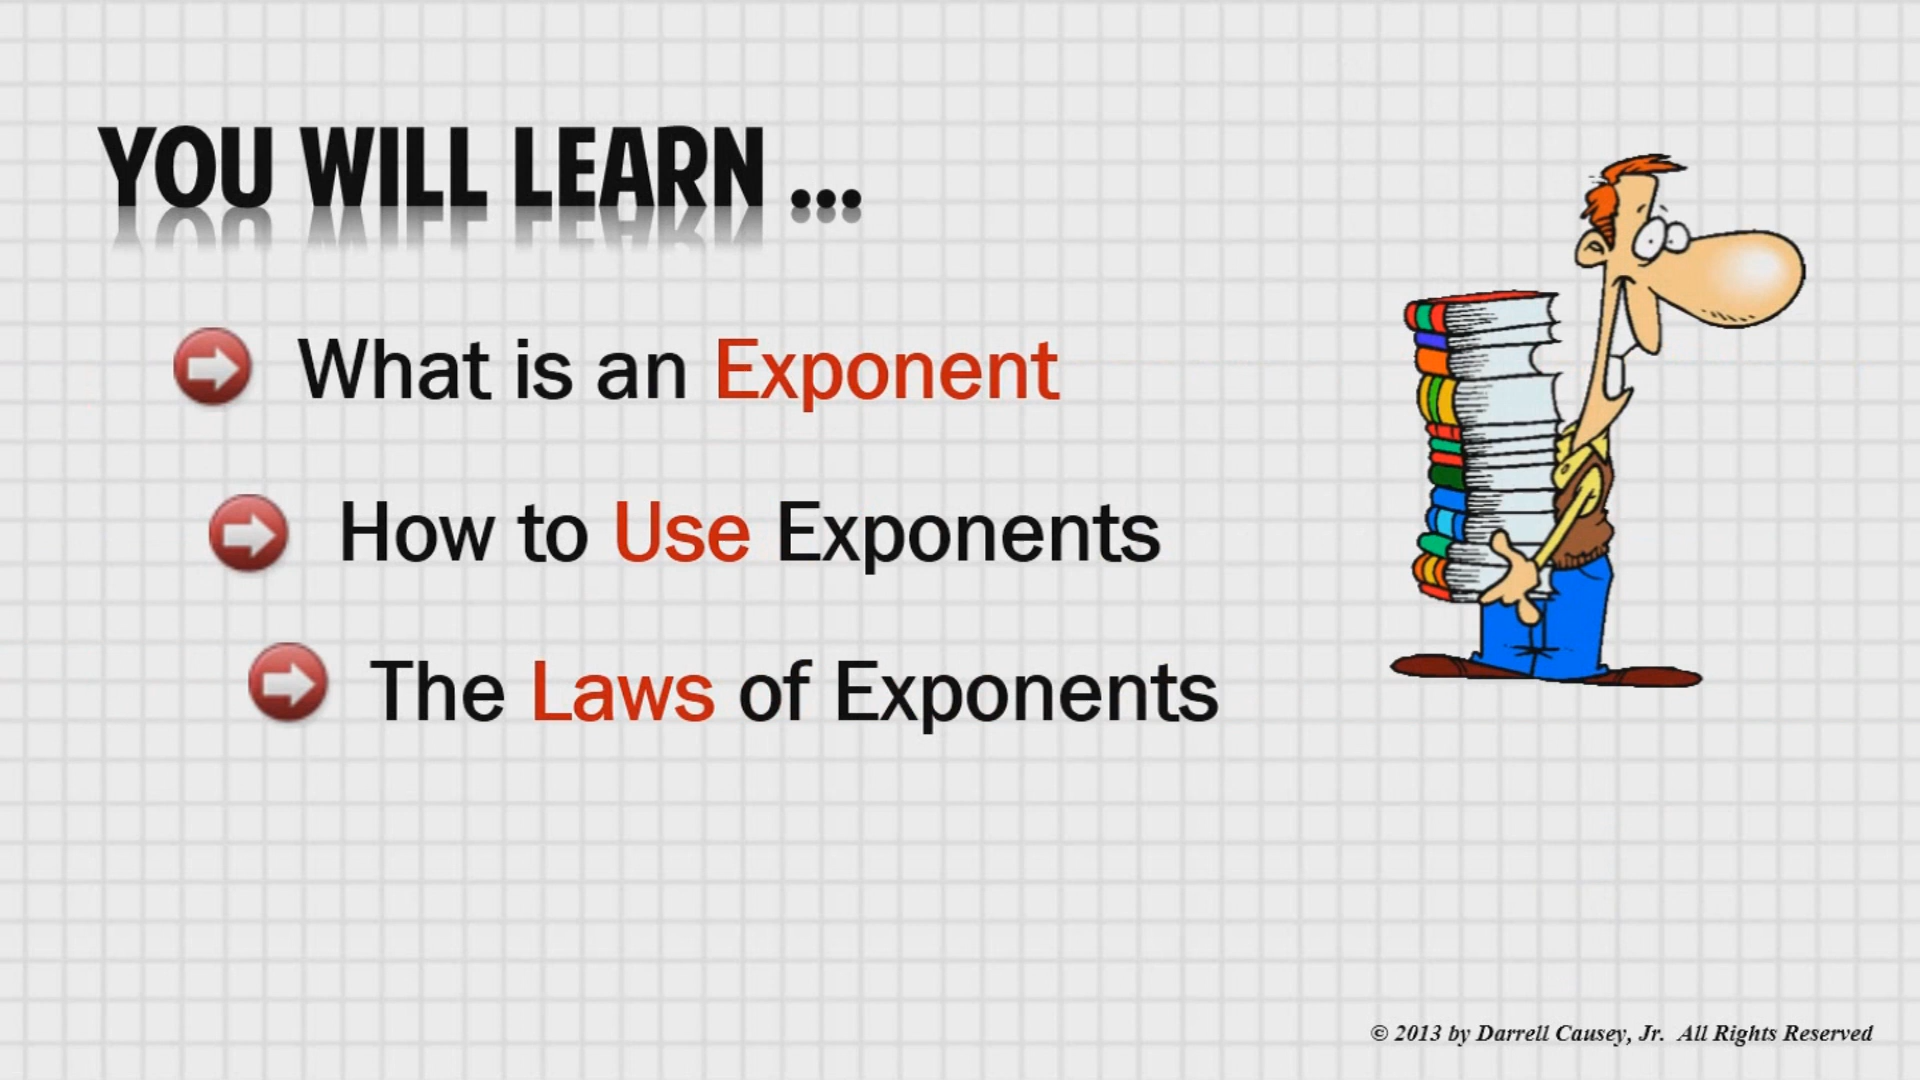 YOU WILL LEARN ...
What is an Exponent
How to Use Exponents
The Laws of Exponents
© 2013 by Darrell Causey, Jr. All Rights Reserved